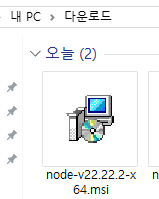 내 PC > 다운로드
오늘 (2)
node-v22.22.2-x
64.msi